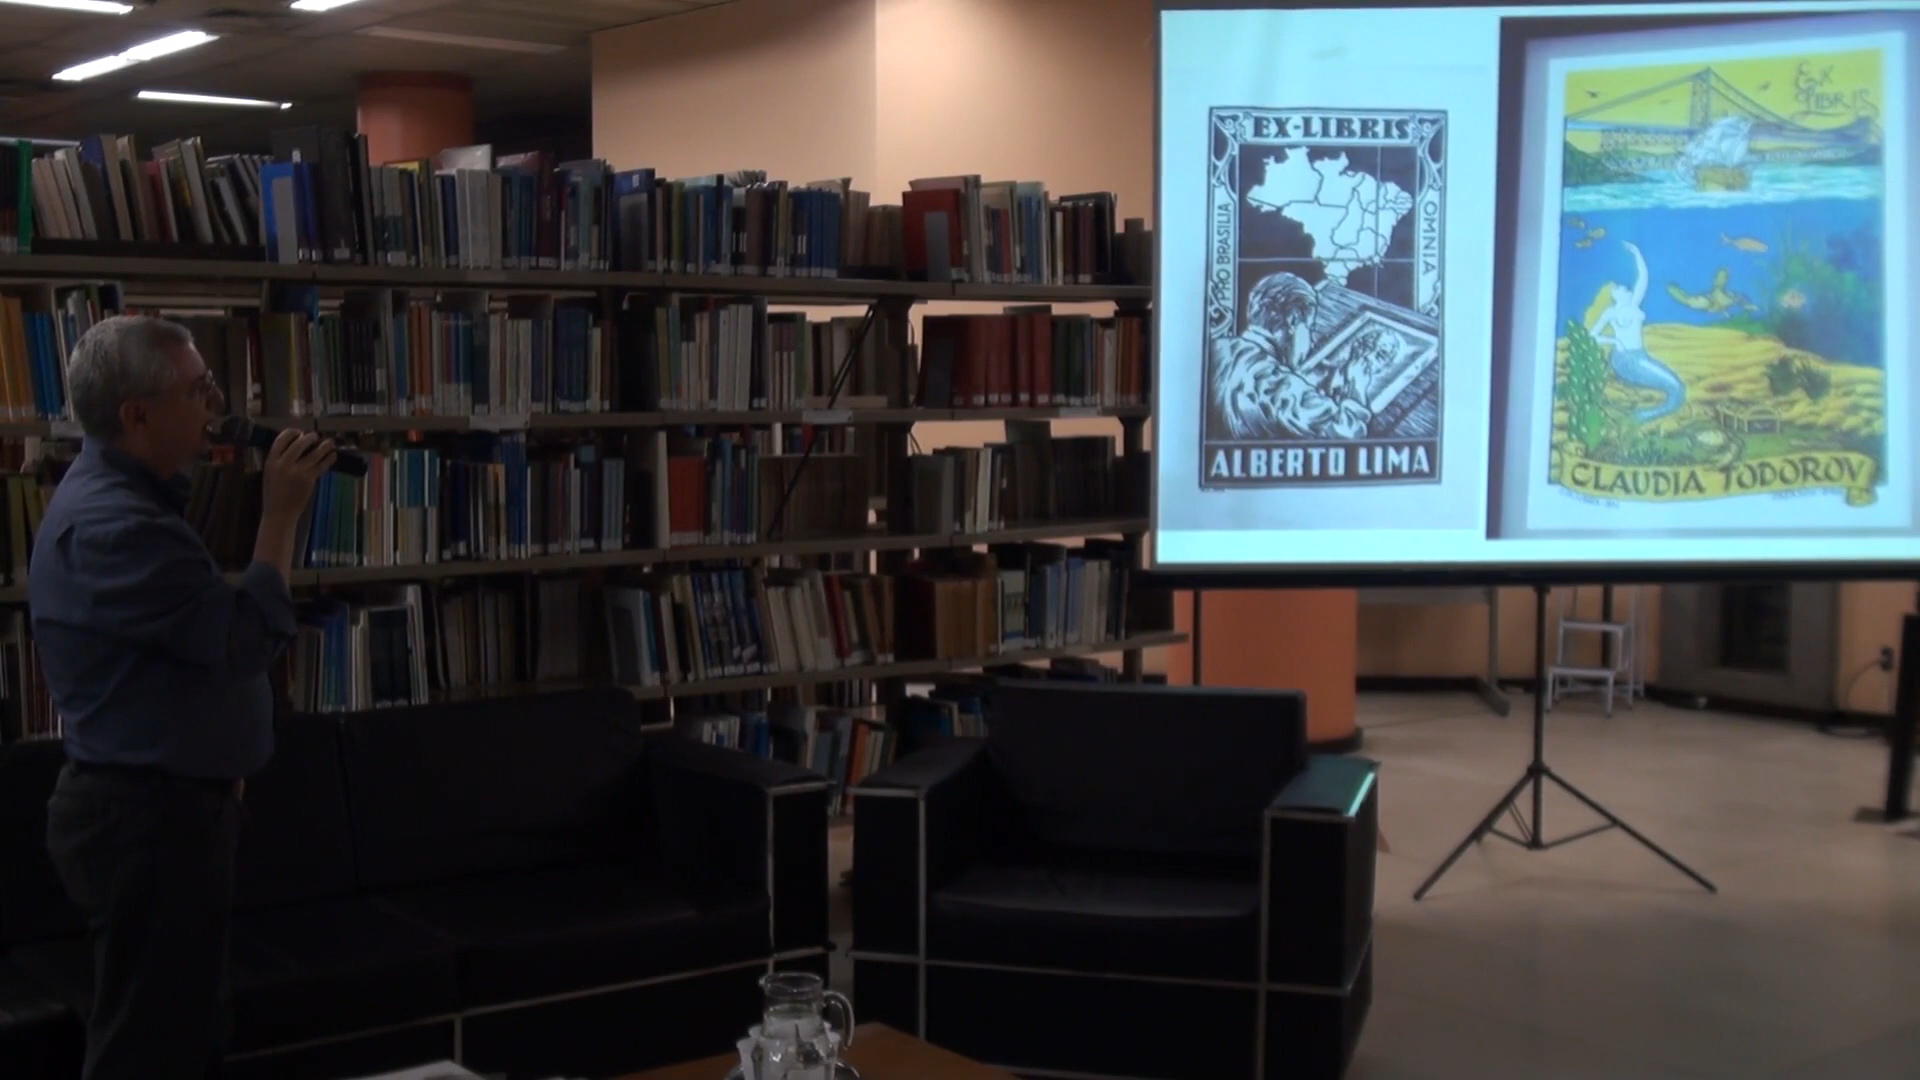 EX-LIBRIS
PRO BRASILIA
OMNIA
ALBERTO LIMA
EX
LIBRIS
CLAUDIA TODOROV